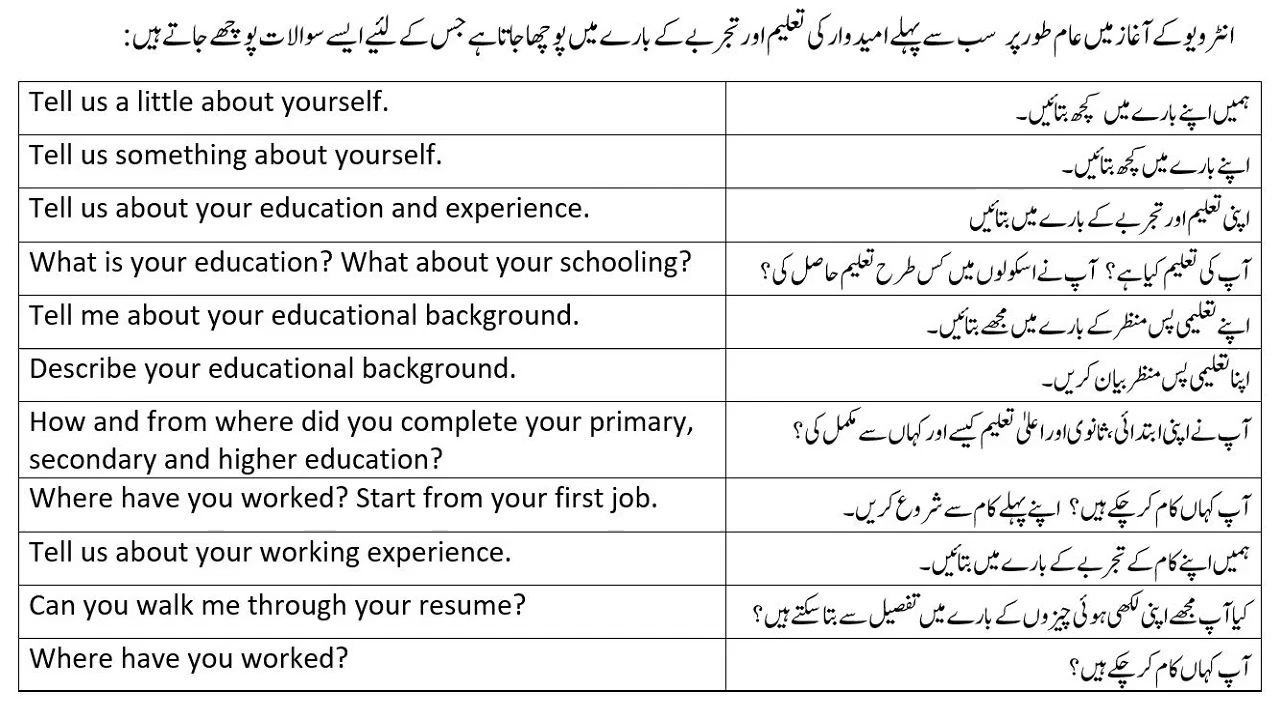 انٹرویو کے آغاز میں عام طور پر سب سے پہلے امیدوار کی تعلیم اور تجربے کے بارے میں پوچھا جاتا ہے جس کے لئیے ایسے سوالات پوچھے جاتے ہیں:
Tell us a little about yourself.
ہمیں اپنے بارے میں کچھ بتائیں۔
Tell us something about yourself.
اپنے بارے میں کچھ بتائیں۔
Tell us about your education and experience.
اپنی تعلیم اور تجربے کے بارے میں بتائیں
What is your education? What about your schooling?
آپ کی تعلیم کیا ہے؟ آپ نے اسکولوں میں کس طرح تعلیم حاصل کی؟
Tell me about your educational background.
اپنے تعلیمی پس منظر کے بارے میں مجھے بتائیں۔
Describe your educational background.
اپنا تعلیمی پس منظر بیان کریں۔
How and from where did you complete your primary,
secondary and higher education?
آپ نے اپنی ابتدائی، ثانوی اور اعلیٰ تعلیم کیسے اور کہاں سے مکمل کی؟
Where have you worked? Start from your first job.
آپ کہاں کام کر چکے ہیں؟ اپنے پہلے کام سے شروع کریں۔
Tell us about your working experience.
ہمیں اپنے کام کے تجربے کے بارے میں بتائیں۔
Can you walk me through your resume?
کیا آپ مجھے اپنی لکھی ہوئی چیزوں کے بارے میں تفصیل سے بتا سکتے ہیں؟
Where have you worked?
آپ کہاں کام کر چکے ہیں؟